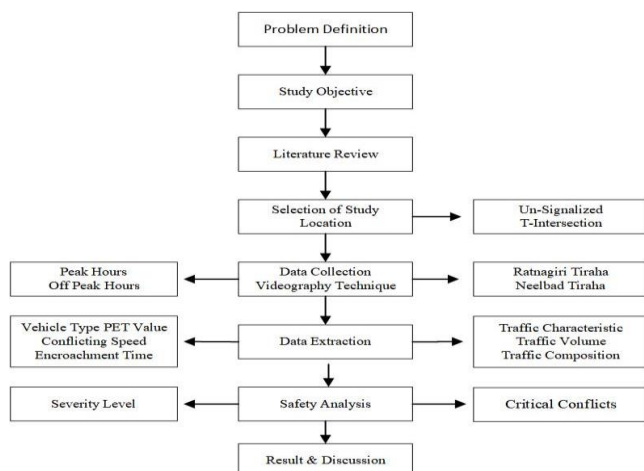 Problem Definition
Study Objective
Literature Review
Selection of Study
Location
Un-Signalized
T-Intersection
Peak Hours
Off Peak Hours
Data Collection
Videography Technique
Ratnagiri Tiraha
Neelbad Tiraha
Vehicle Type PET Value
Conflicting Speed
Encroachment Time
Data Extraction
Traffic Characteristic
Traffic Volume
Traffic Composition
Severity Level
Safety Analysis
Critical Conflicts
Result & Discussion